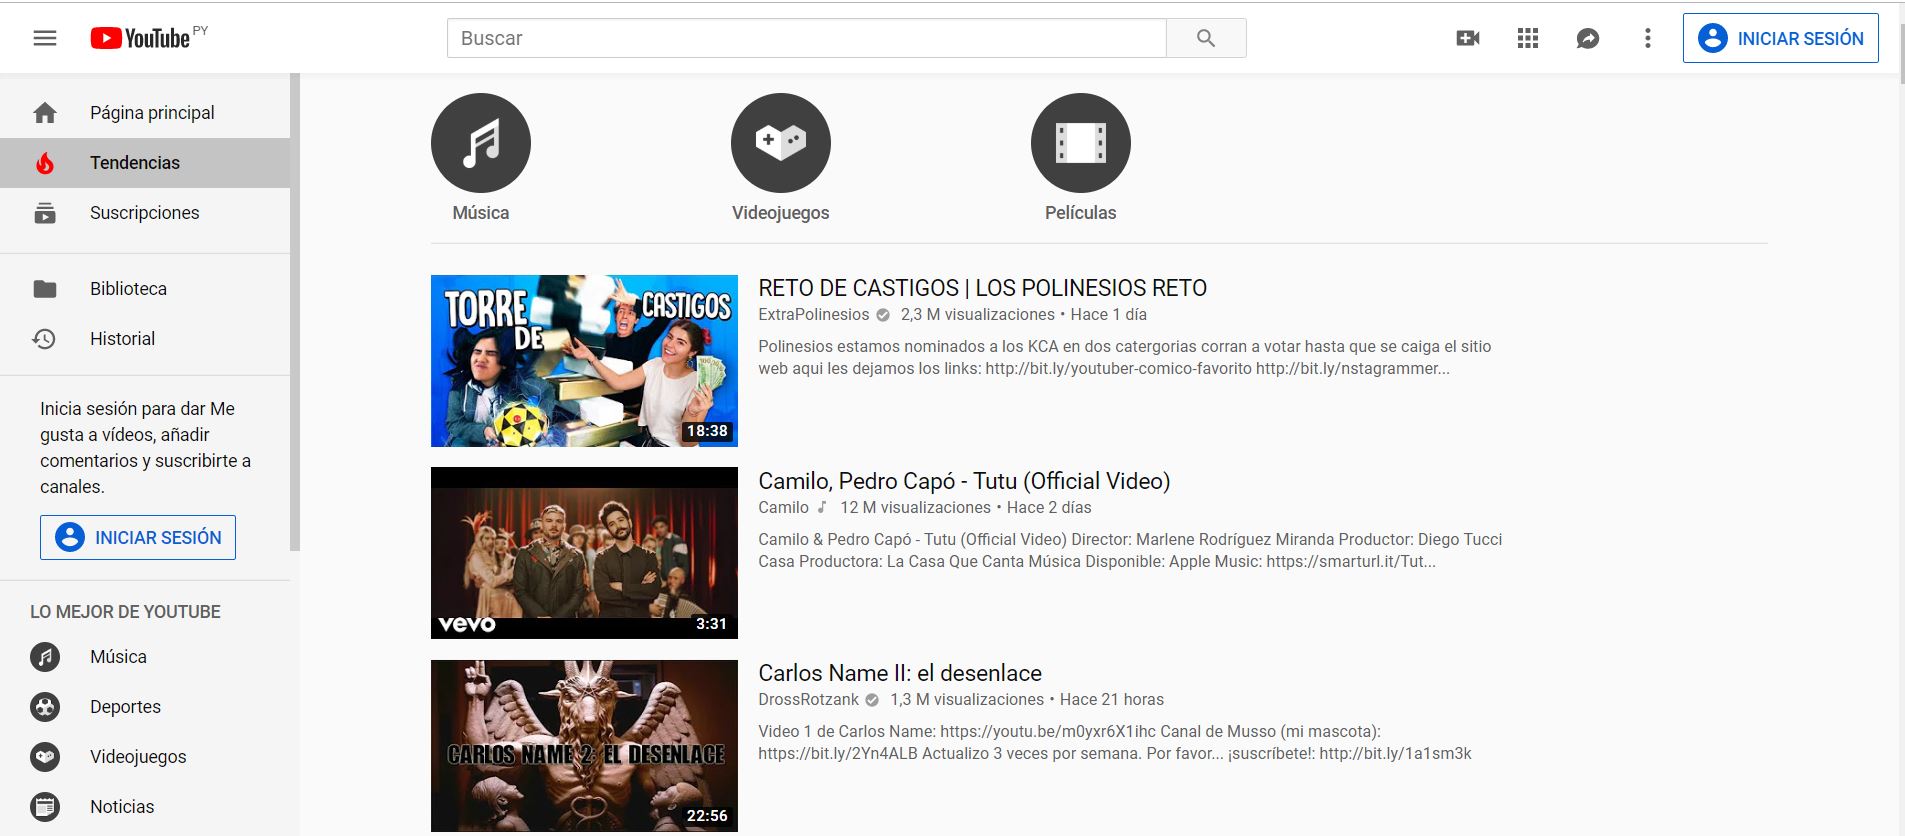 YouTube PY
Buscar
INICIAR SESIÓN
Página principal
Tendencias
Suscripciones
Biblioteca
Historial
Inicia sesión para dar Me
gusta a vídeos, añadir
comentarios y suscribirte a
canales.
INICIAR SESIÓN
LO MEJOR DE YOUTUBE
Música
Deportes
Videojuegos
Noticias
Música
Videojuegos
Películas
TORRE
DE
CASTIGOS
18:38
RETO DE CASTIGOS | LOS POLINESIOS RETO
ExtraPolinesios 2,3 M visualizaciones • Hace 1 día
Polinesios estamos nominados a los KCA en dos catergorias corran a votar hasta que se caiga el sitio
web aqui les dejamos los links: http://bit.ly/youtuber-comico-favorito http://bit.ly/nstagrammer...
vevo
3:31
Camilo, Pedro Capó - Tutu (Official Video)
Camilo 12 M visualizaciones • Hace 2 días
Camilo & Pedro Capó - Tutu (Official Video) Director: Marlene Rodríguez Miranda Productor: Diego Tucci
Casa Productora: La Casa Que Canta Música Disponible: Apple Music: https://smarturl.it/Tut...
CARLOS NAME 2: EL DESENLACE
22:56
Carlos Name II: el desenlace
DrossRotzank 1,3 M visualizaciones • Hace 21 horas
Video 1 de Carlos Name: https://youtu.be/m0yxr6X1ihc Canal de Musso (mi mascota):
https://bit.ly/2Yn4ALB Actualizo 3 veces por semana. Por favor... ¡suscríbete!: http://bit.ly/1a1sm3k